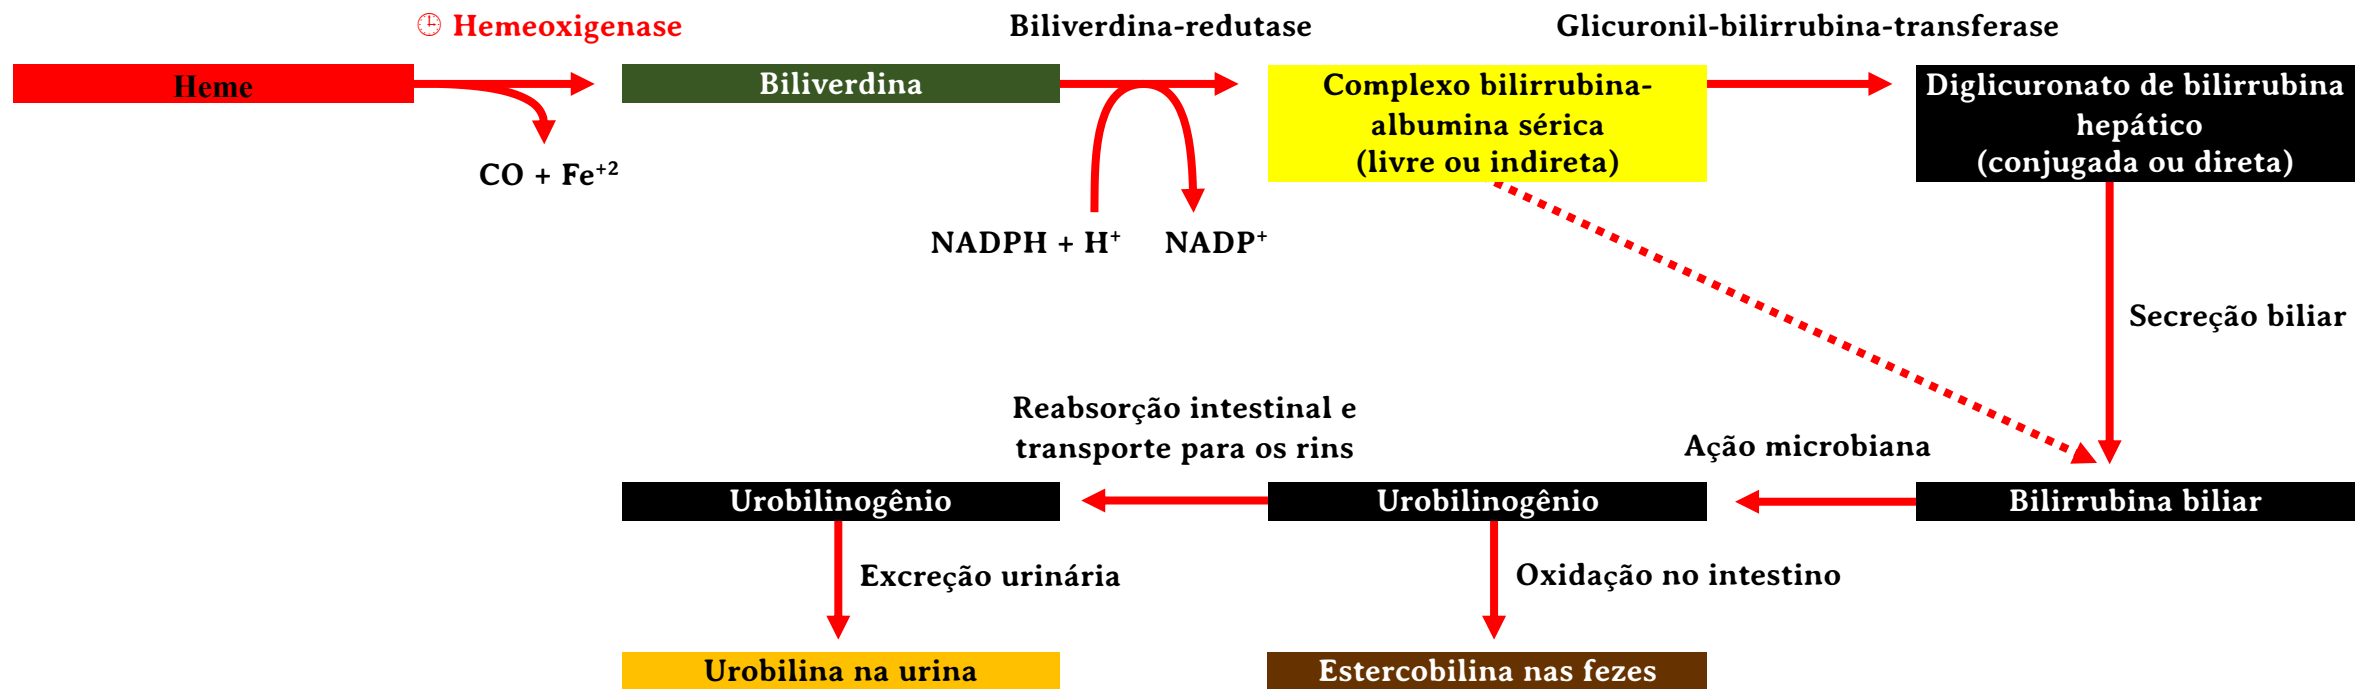 🕒 Hemeoxigenase
Biliverdina-redutase
Glicuronil-bilirrubina-transferase
Heme
Biliverdina
Complexo bilirrubina-
albumina sérica
(livre ou indireta)
Diglicuronato de bilirrubina
hepático
(conjugada ou direta)
CO + Fe⁺²
NADPH + H⁺
NADP⁺
Secreção biliar
Reabsorção intestinal e
transporte para os rins
Ação microbiana
Urobilinogênio
Urobilinogênio
Bilirrubina biliar
Excreção urinária
Oxidação no intestino
Urobilina na urina
Estercobilina nas fezes